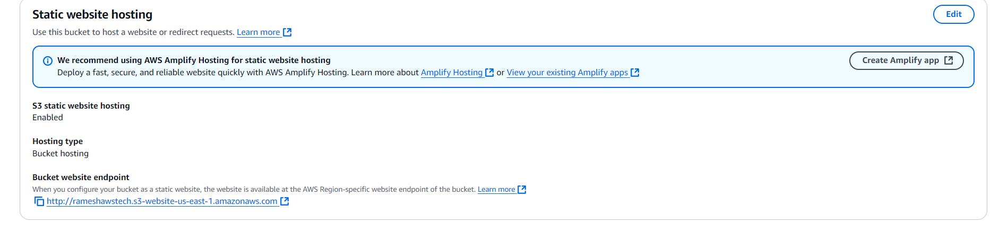 Static website hosting
Edit
Use this bucket to host a website or redirect requests. Learn more
We recommend using AWS Amplify Hosting for static website hosting
Create Amplify app
Deploy a fast, secure, and reliable website quickly with AWS Amplify Hosting. Learn more about Amplify Hosting or View your existing Amplify apps
S3 static website hosting
Enabled
Hosting type
Bucket hosting
Bucket website endpoint
When you configure your bucket as a static website, the website is available at the AWS Region-specific website endpoint of the bucket. Learn more
http://rameshawstech.s3-website-us-east-1.amazonaws.com